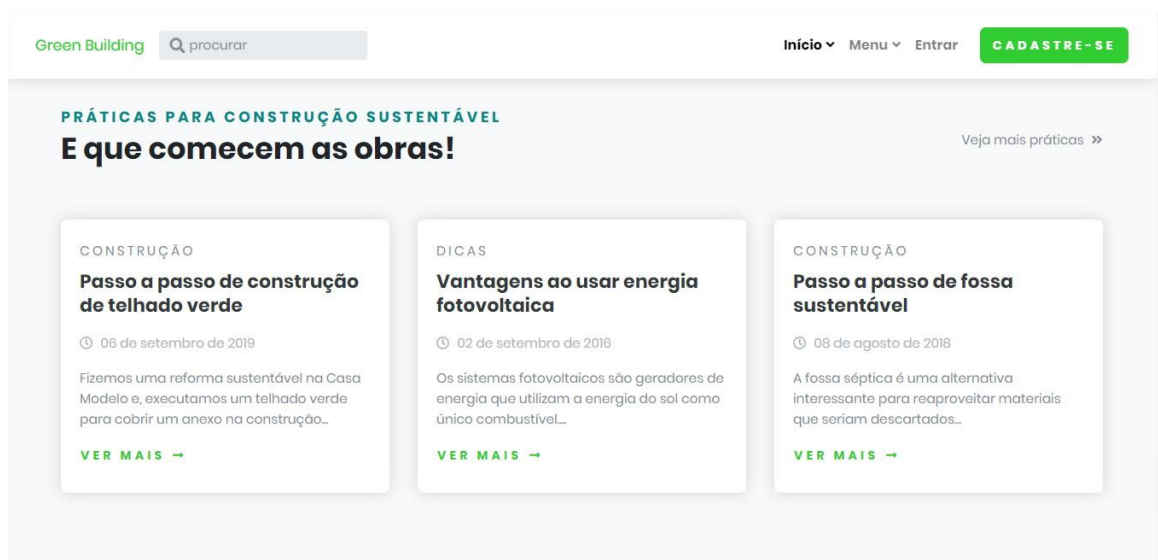 Green Building procurar Início Menu Entrar CADASTRE-SE
PRÁTICAS PARA CONSTRUÇÃO SUSTENTÁVEL
E que comecem as obras!
Veja mais práticas »
CONSTRUÇÃO
Passo a passo de construção
de telhado verde
06 de setembro de 2019
Fizemos uma reforma sustentável na Casa
Modelo e, executamos um telhado verde
para cobrir um anexo na construção...
VER MAIS →
DICAS
Vantagens ao usar energia
fotovoltaica
02 de setembro de 2016
Os sistemas fotovoltaicos são geradores de
energia que utilizam a energia do sol como
único combustível....
VER MAIS →
CONSTRUÇÃO
Passo a passo de fossa
sustentável
08 de agosto de 2018
A fossa séptica é uma alternativa
interessante para reaproveitar materiais
que seriam descartados...
VER MAIS →